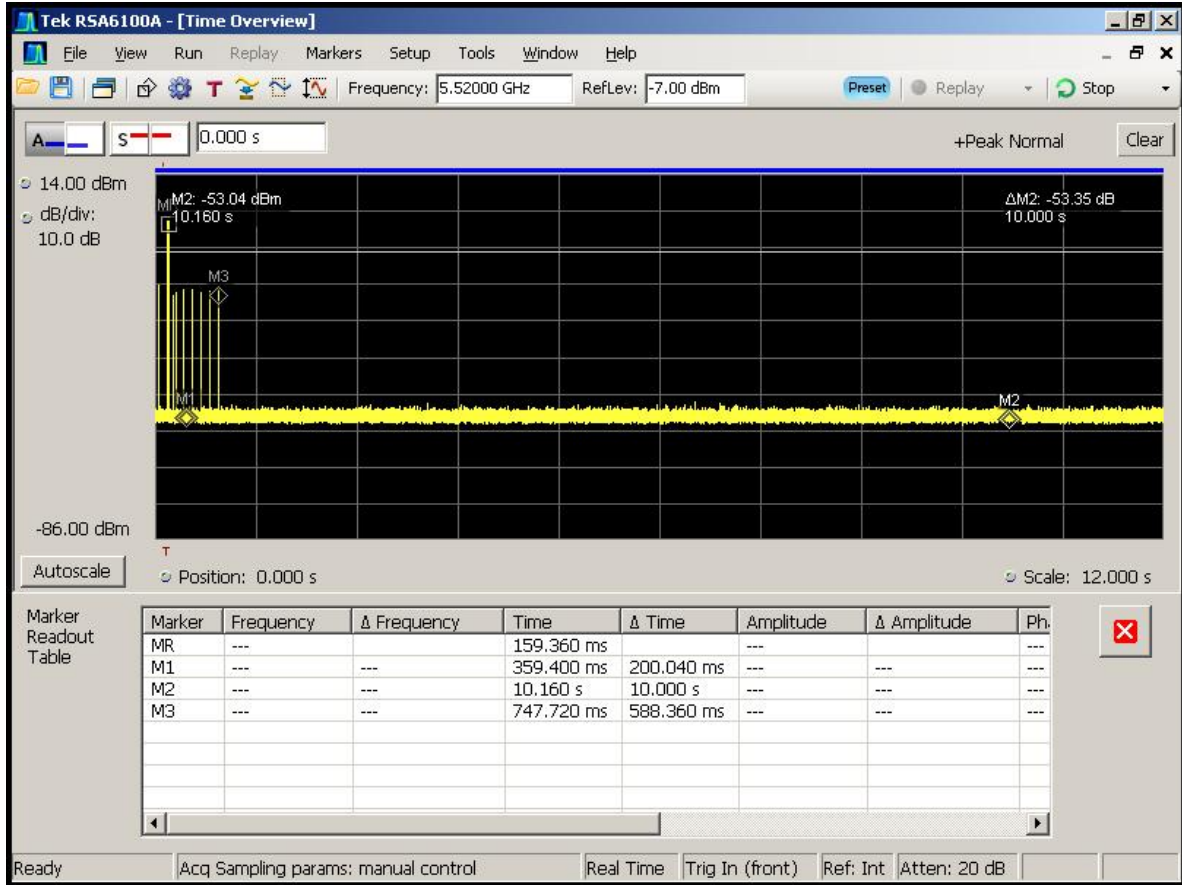 Tek RSA6100A - [Time Overview]
File View Run Replay Markers Setup Tools Window Help
T Frequency: 5.52000 GHz RefLev: -7.00 dBm Preset Replay Stop
A S 0.000 s +Peak Normal Clear
14.00 dBm
dB/div:
10.0 dB
M2: -53.04 dBm
10.160 s
ΔM2: -53.35 dB
10.000 s
M3
M1
M2
-86.00 dBm
T
Autoscale Position: 0.000 s Scale: 12.000 s
Marker
Readout
Table
Marker Frequency Δ Frequency Time Δ Time Amplitude Δ Amplitude Ph
MR --- 159.360 ms --- ---
M1 --- --- 359.400 ms 200.040 ms --- --- ---
M2 --- --- 10.160 s 10.000 s --- --- ---
M3 --- --- 747.720 ms 588.360 ms --- --- ---
Ready Acq Sampling params: manual control Real Time Trig In (front) Ref: Int Atten: 20 dB